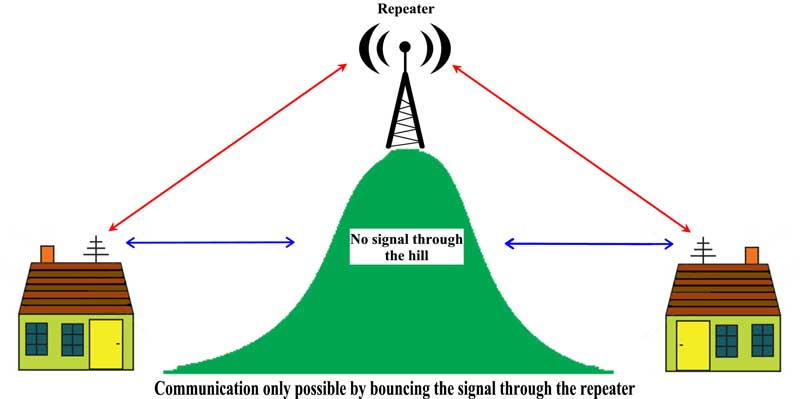 Repeater
No signal through
the hill
Communication only possible by bouncing the signal through the repeater